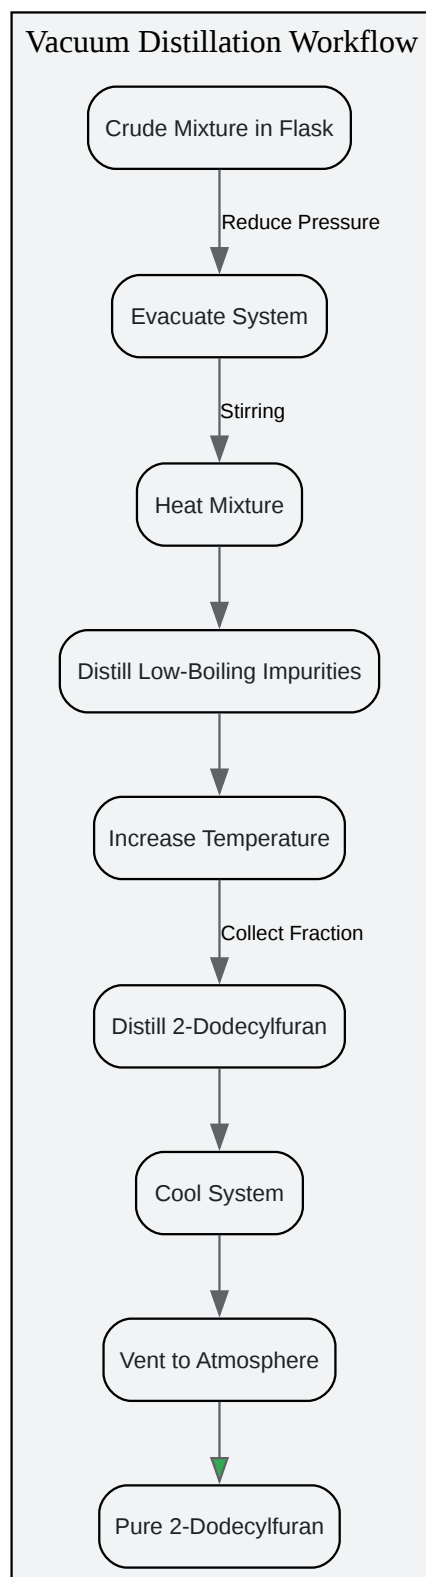 Vacuum Distillation Workflow
Crude Mixture in Flask
Reduce Pressure
Evacuate System
Stirring
Heat Mixture
Distill Low-Boiling Impurities
Increase Temperature
Collect Fraction
Distill 2-Dodecylfuran
Cool System
Vent to Atmosphere
Pure 2-Dodecylfuran